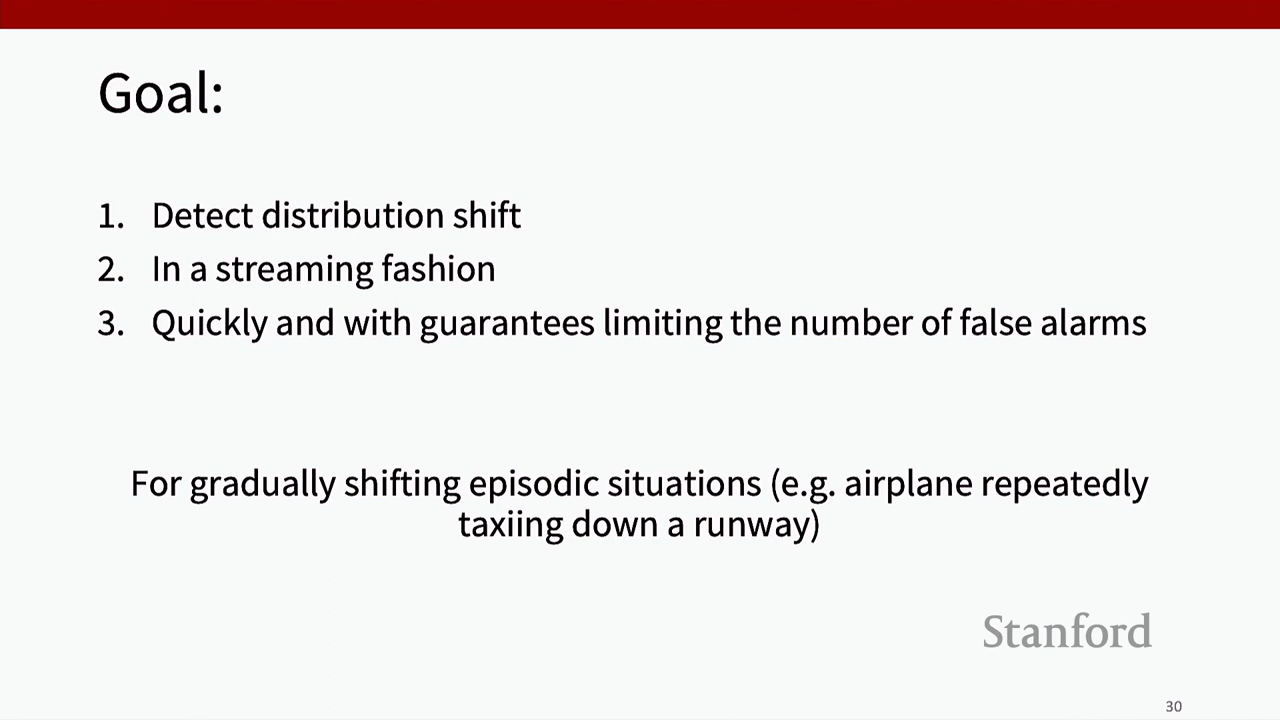 Goal:
1. Detect distribution shift
2. In a streaming fashion
3. Quickly and with guarantees limiting the number of false alarms
For gradually shifting episodic situations (e.g. airplane repeatedly
taxiing down a runway)
Stanford
30